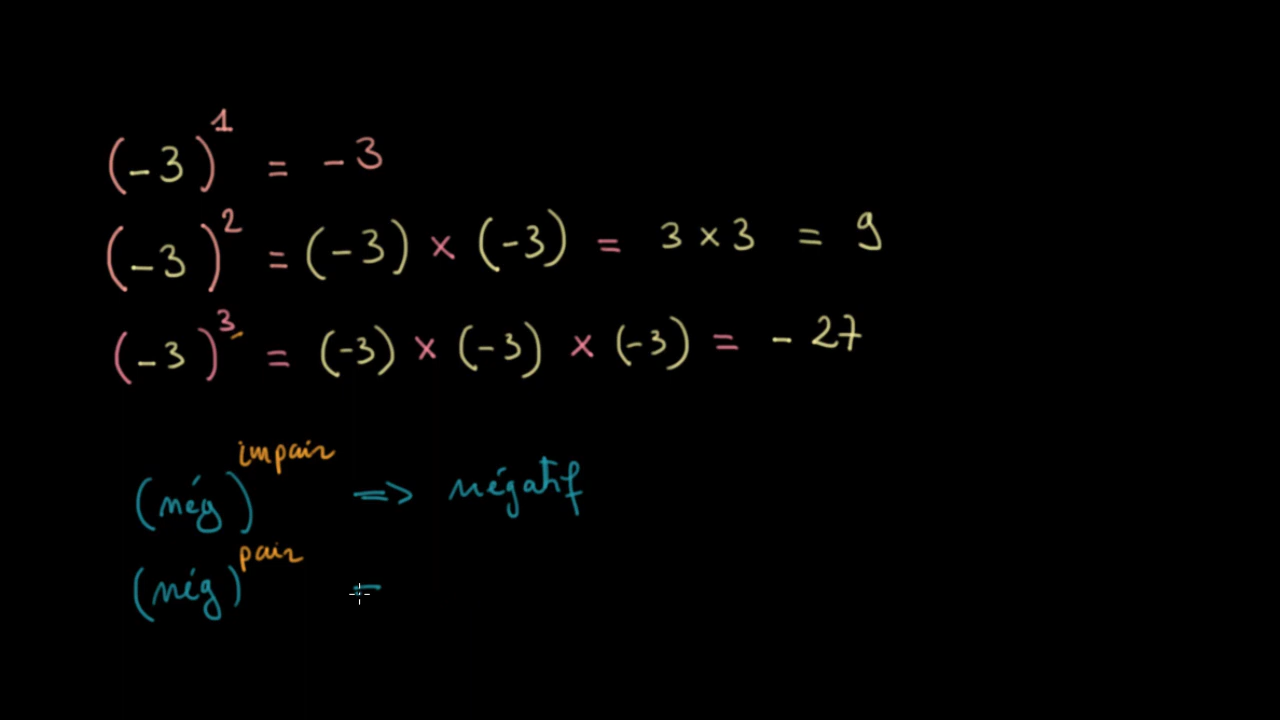 (-3)¹ = -3
(-3)² = (-3) × (-3) = 3 × 3 = 9
(-3)³ = (-3) × (-3) × (-3) = - 27
(nég)^impair => négatif
(nég)^pair =